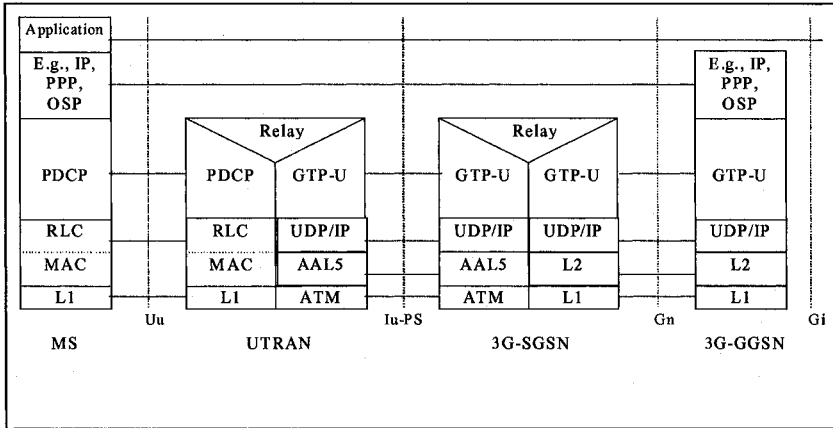 Application
E.g., IP,
PPP,
OSP
E.g., IP,
PPP,
OSP
Relay
Relay
PDCP
PDCP
GTP-U
GTP-U
GTP-U
GTP-U
RLC
RLC
UDP/IP
UDP/IP
UDP/IP
UDP/IP
MAC
MAC
AAL5
AAL5
L2
L2
L1
L1
ATM
ATM
L1
L1
Uu
Iu-PS
Gn
Gi
MS
UTRAN
3G-SGSN
3G-GGSN